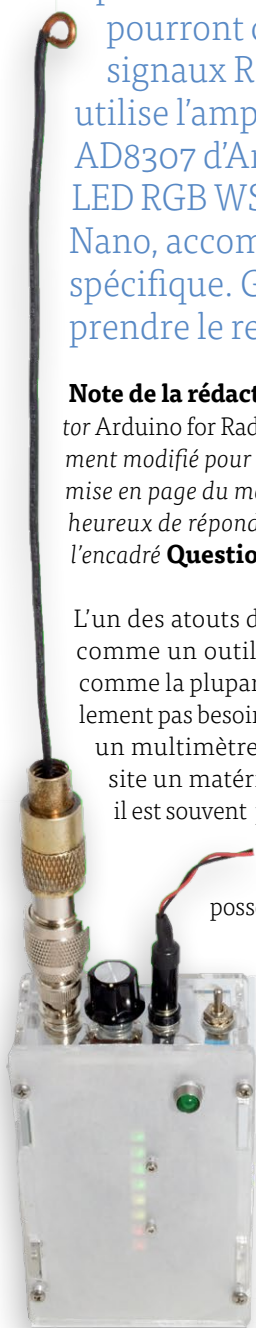 pourront
signaux R
utilise l’amp
AD8307 d’A
LED RGB WS
Nano, accom
spécifique. G
prendre le re
Note de la rédact
tor Arduino for Rad
ment modifié pour
mise en page du m
heureux de répond
l’encadré Questio
L’un des atouts d
comme un outil
comme la plupar
lement pas besoin
un multimètre
site un matéri
il est souvent
poss